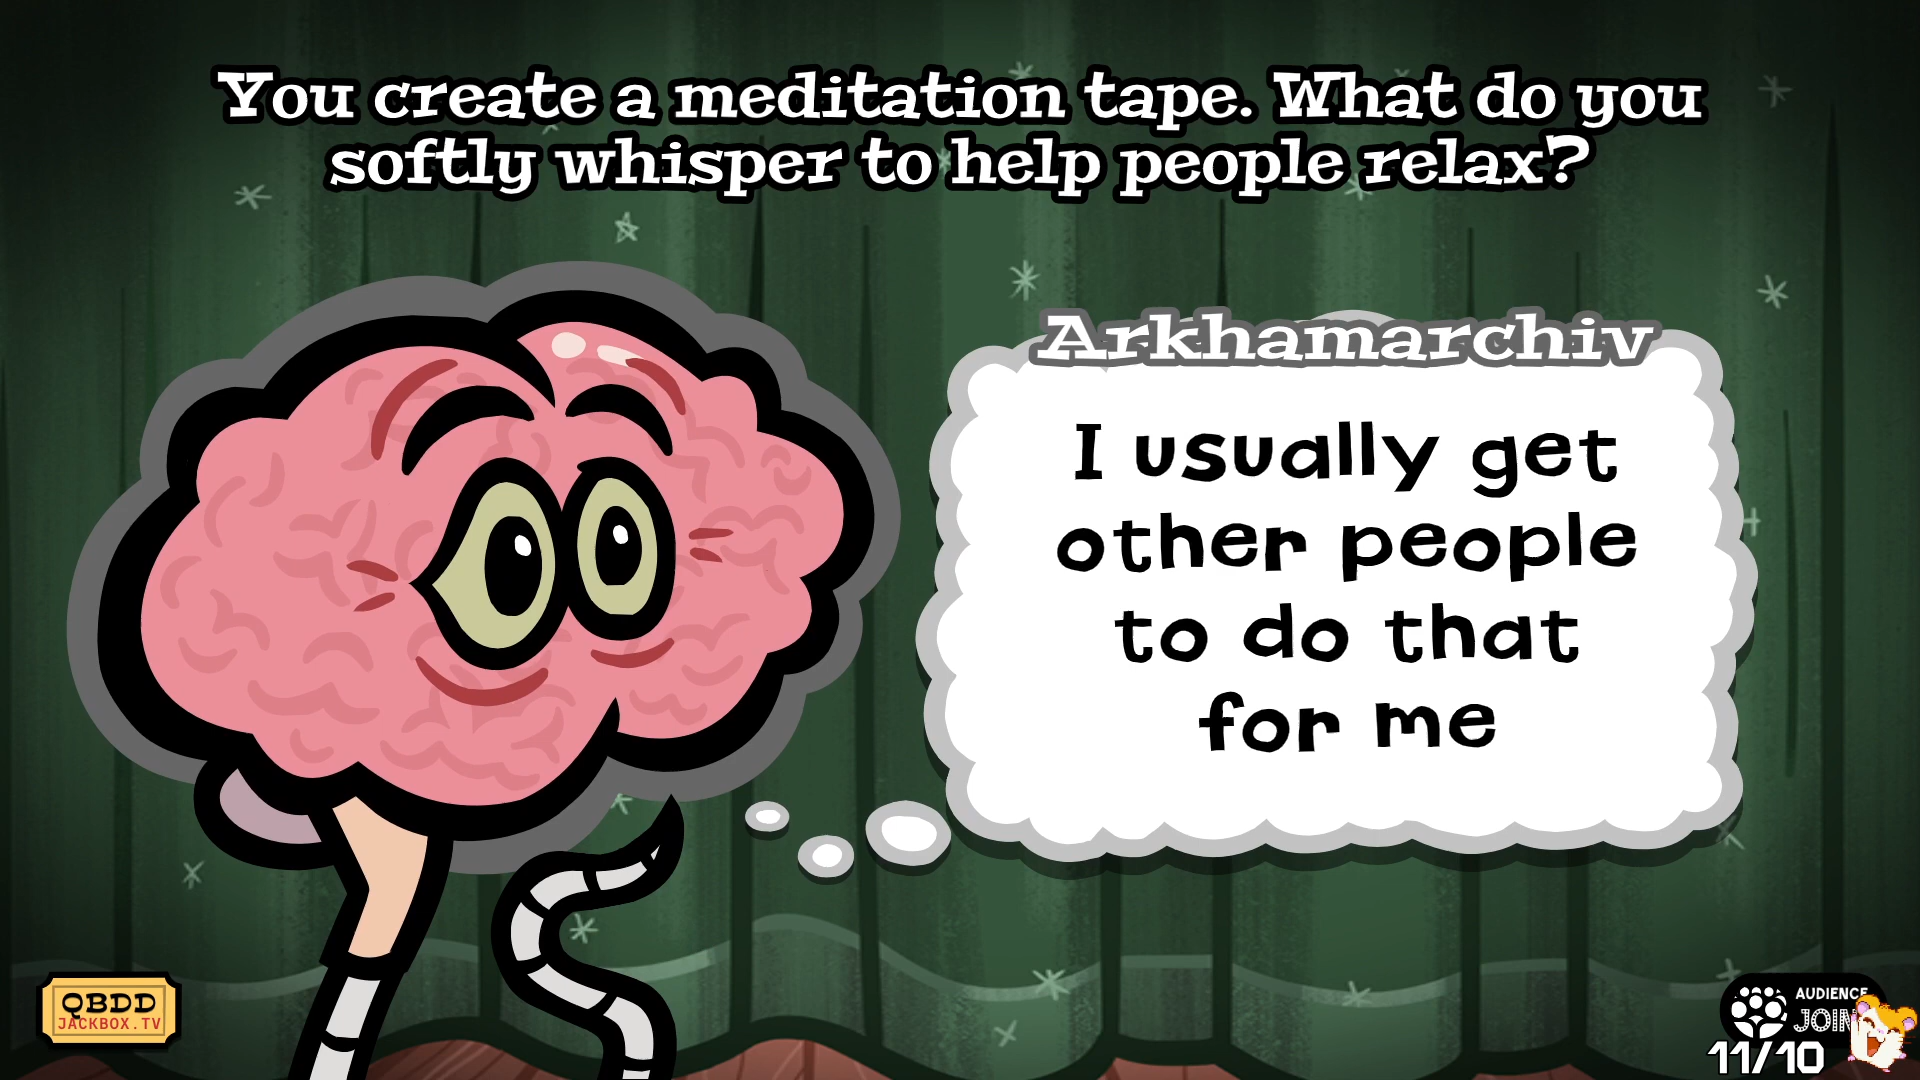 You create a meditation tape. What do you
softly whisper to help people relax?
Arkhamarchiv
I usually get
other people
to do that
for me
QBDD
JACKBOX.TV
AUDIENCE
JOIN
11/10